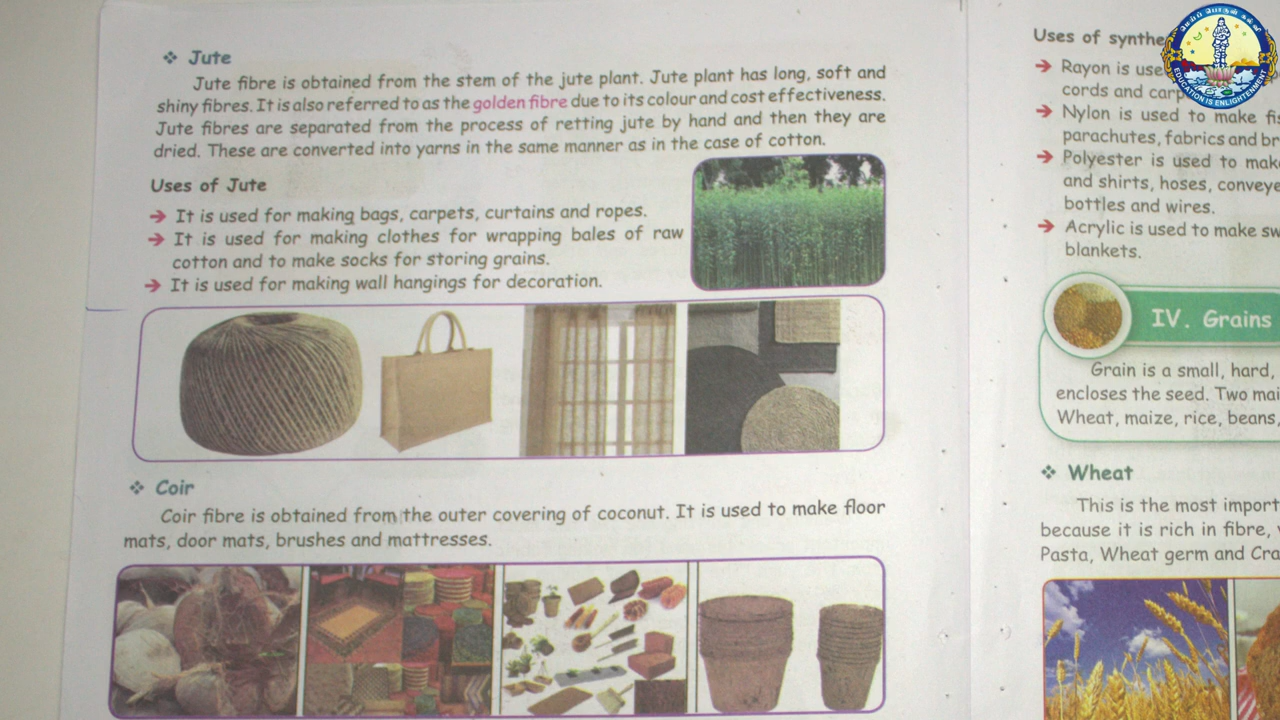 ❖ Jute
Jute fibre is obtained from the stem of the jute plant. Jute plant has long, soft and
shiny fibres. It is also referred to as the golden fibre due to its colour and cost effectiveness.
Jute fibres are separated from the process of retting jute by hand and then they are
dried. These are converted into yarns in the same manner as in the case of cotton.
Uses of Jute
➔ It is used for making bags, carpets, curtains and ropes.
➔ It is used for making clothes for wrapping bales of raw
cotton and to make socks for storing grains.
➔ It is used for making wall hangings for decoration.
❖ Coir
Coir fibre is obtained from the outer covering of coconut. It is used to make floor
mats, door mats, brushes and mattresses.
Uses of synthe
➔ Rayon is use
cords and carp
➔ Nylon is used to make fis
parachutes, fabrics and br
➔ Polyester is used to mak
and shirts, hoses, conveye
bottles and wires.
➔ Acrylic is used to make sw
blankets.
IV. Grains
Grain is a small, hard,
encloses the seed. Two mai
Wheat, maize, rice, beans,
❖ Wheat
This is the most import
because it is rich in fibre,
Pasta, Wheat germ and Cra
மெய்ப் பொருள் கல்வி
EDUCATION IS ENLIGHTENMENT